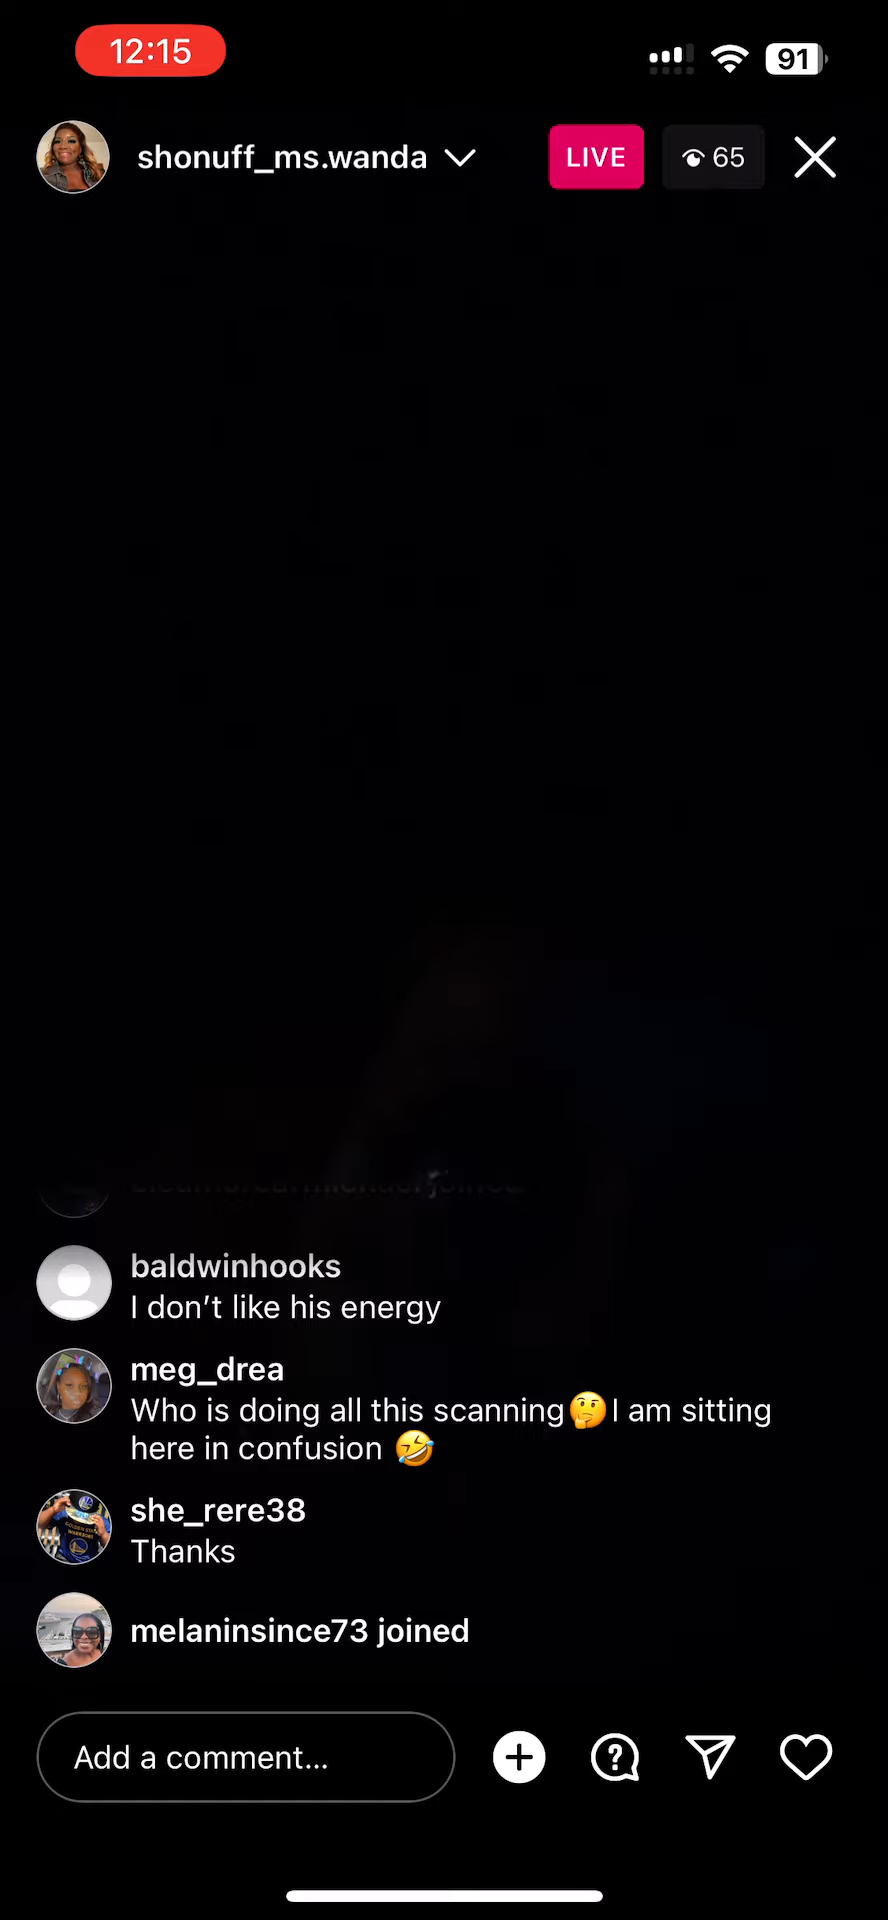 12:15
91
shonuff_ms.wanda
LIVE
65
baldwinhooks
I don’t like his energy
meg_drea
Who is doing all this scanning🤔I am sitting
here in confusion 🤣
she_rere38
Thanks
melaninsince73 joined
Add a comment...